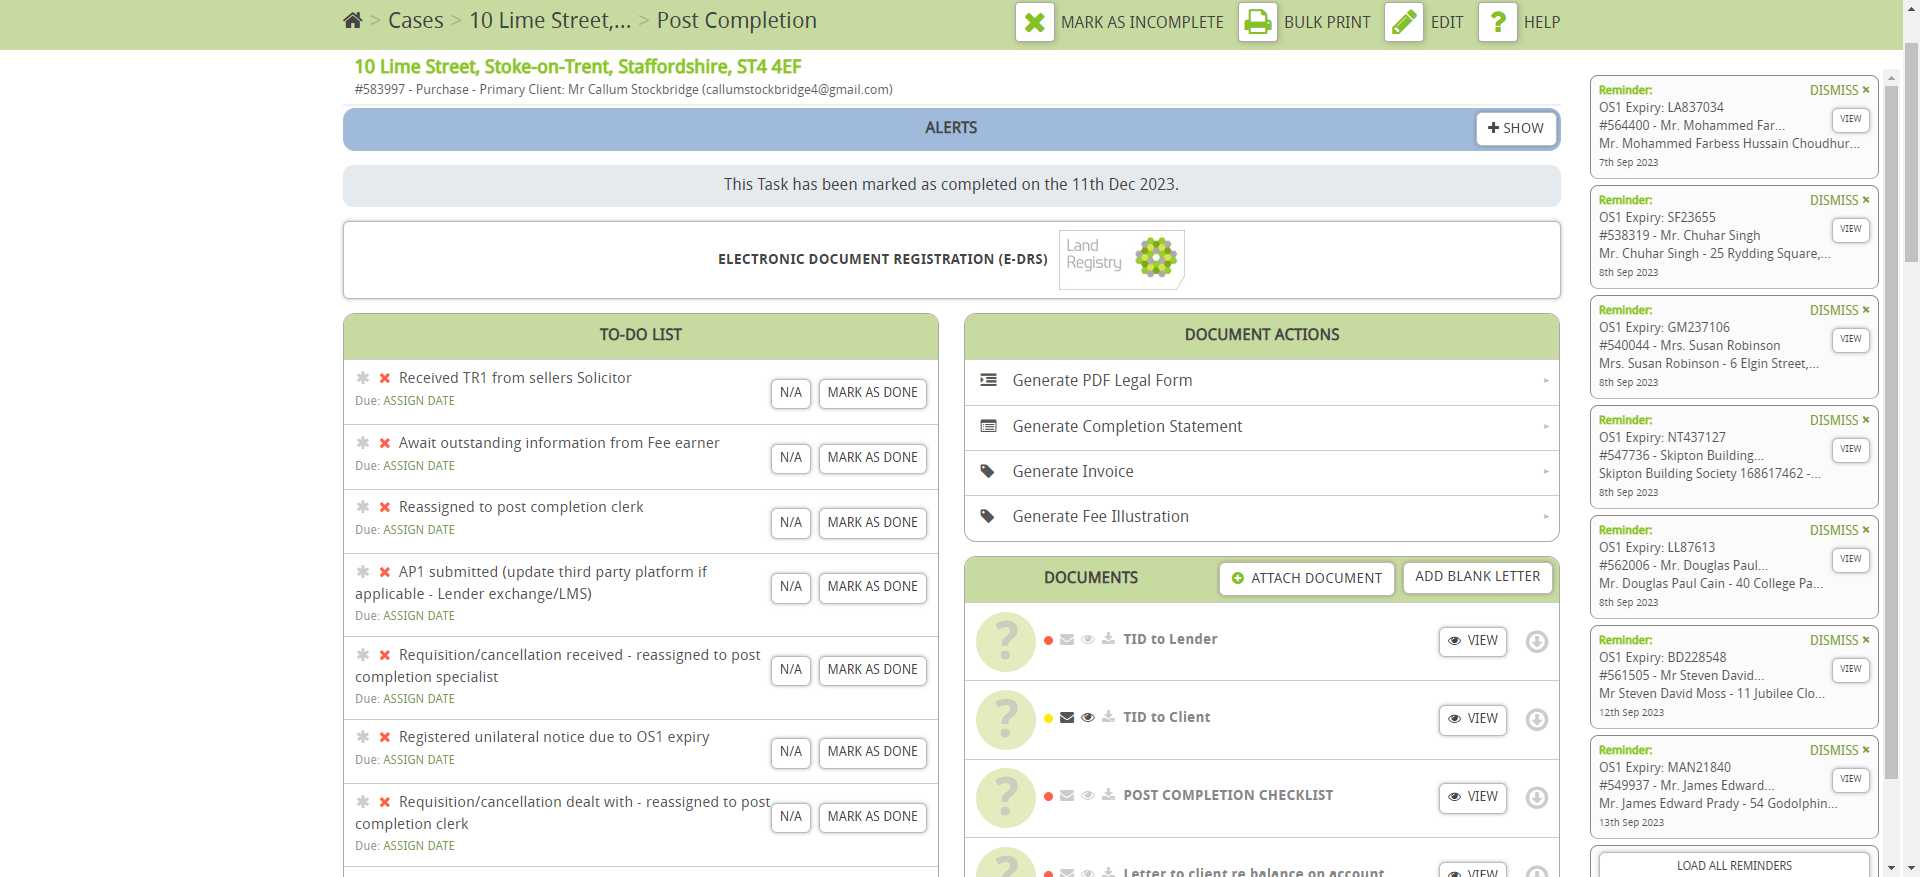 > Cases > 10 Lime Street,... > Post Completion
MARK AS INCOMPLETE
BULK PRINT
EDIT
? HELP
10 Lime Street, Stoke-on-Trent, Staffordshire, ST4 4EF
#583997 - Purchase - Primary Client: Mr Callum Stockbridge (callumstockbridge4@gmail.com)
ALERTS
SHOW
This Task has been marked as completed on the 11th Dec 2023.
ELECTRONIC DOCUMENT REGISTRATION (E-DRS)
Land
Registry
TO-DO LIST
Received TR1 from sellers Solicitor
Due: ASSIGN DATE
N/A
MARK AS DONE
Await outstanding information from Fee earner
Due: ASSIGN DATE
N/A
MARK AS DONE
Reassigned to post completion clerk
Due: ASSIGN DATE
N/A
MARK AS DONE
AP1 submitted (update third party platform if
applicable - Lender exchange/LMS)
Due: ASSIGN DATE
N/A
MARK AS DONE
Requisition/cancellation received - reassigned to post
completion specialist
Due: ASSIGN DATE
N/A
MARK AS DONE
Registered unilateral notice due to OS1 expiry
Due: ASSIGN DATE
N/A
MARK AS DONE
Requisition/cancellation dealt with - reassigned to post
completion clerk
Due: ASSIGN DATE
N/A
MARK AS DONE
DOCUMENT ACTIONS
Generate PDF Legal Form
Generate Completion Statement
Generate Invoice
Generate Fee Illustration
DOCUMENTS
ATTACH DOCUMENT
ADD BLANK LETTER
? TID to Lender
VIEW
? TID to Client
VIEW
? POST COMPLETION CHECKLIST
VIEW
? Letter to client re balance on account
VIEW
Reminder:
DISMISS ×
OS1 Expiry: LA837034
#564400 - Mr. Mohammed Far...
VIEW
Mr. Mohammed Farbess Hussain Choudhur...
7th Sep 2023
Reminder:
DISMISS ×
OS1 Expiry: SF23655
#538319 - Mr. Chuhar Singh
VIEW
Mr. Chuhar Singh - 25 Rydding Square,...
8th Sep 2023
Reminder:
DISMISS ×
OS1 Expiry: GM237106
#540044 - Mrs. Susan Robinson
VIEW
Mrs. Susan Robinson - 6 Elgin Street,...
8th Sep 2023
Reminder:
DISMISS ×
OS1 Expiry: NT437127
#547736 - Skipton Building...
VIEW
Skipton Building Society 168617462 -...
8th Sep 2023
Reminder:
DISMISS ×
OS1 Expiry: LL87613
#562006 - Mr. Douglas Paul...
VIEW
Mr. Douglas Paul Cain - 40 College Pa...
8th Sep 2023
Reminder:
DISMISS ×
OS1 Expiry: BD228548
#561505 - Mr Steven David...
VIEW
Mr Steven David Moss - 11 Jubilee Clo...
12th Sep 2023
Reminder:
DISMISS ×
OS1 Expiry: MAN21840
#549937 - Mr. James Edward...
VIEW
Mr. James Edward Prady - 54 Godolphin...
13th Sep 2023
LOAD ALL REMINDERS